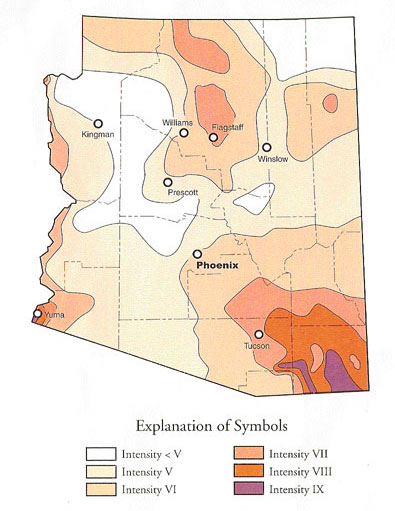 Williams
Flagstaff
Kingman
Winslow
Prescott
Phoenix
Yuma
Tucson
Explanation of Symbols
Intensity < V
Intensity VII
Intensity V
Intensity VIII
Intensity VI
Intensity IX